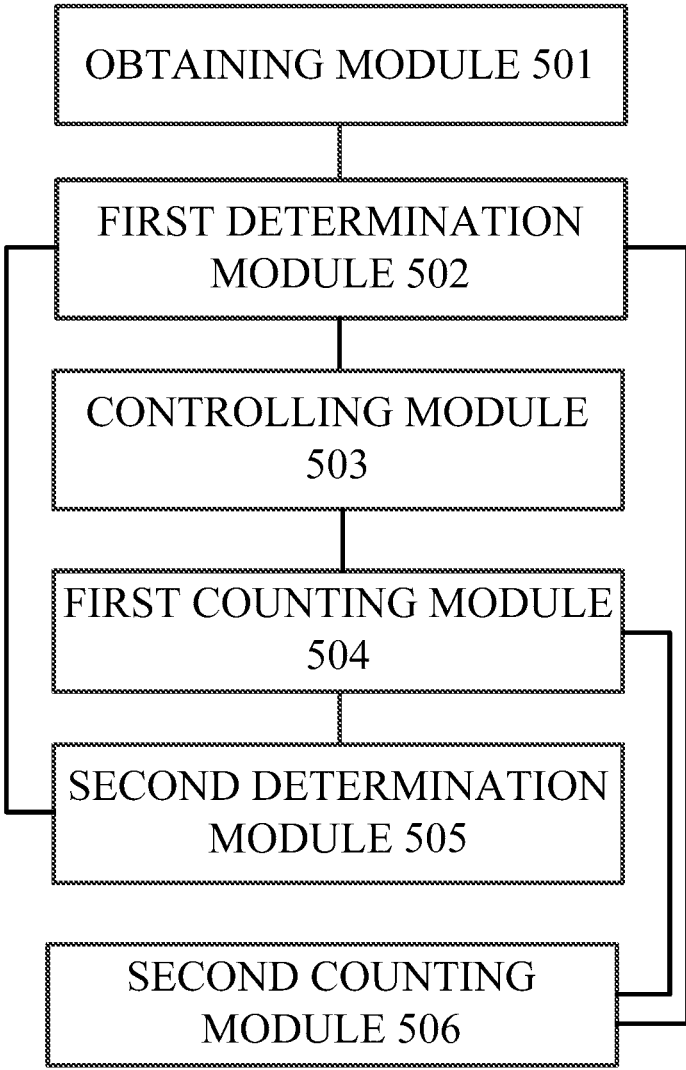 OBTAINING MODULE 501
FIRST DETERMINATION
MODULE 502
CONTROLLING MODULE
503
FIRST COUNTING MODULE
504
SECOND DETERMINATION
MODULE 505
SECOND COUNTING
MODULE 506